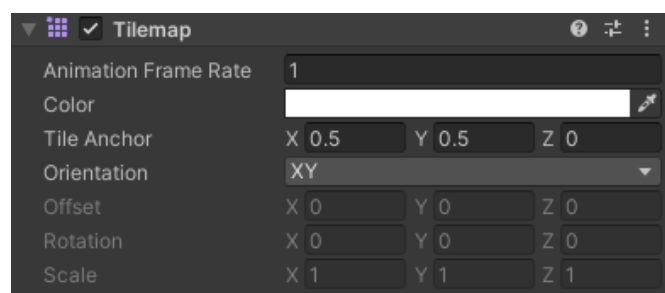 Tilemap
Animation Frame Rate 1
Color
Tile Anchor X 0.5 Y 0.5 Z 0
Orientation XY
Offset X 0 Y 0 Z 0
Rotation X 0 Y 0 Z 0
Scale X 1 Y 1 Z 1